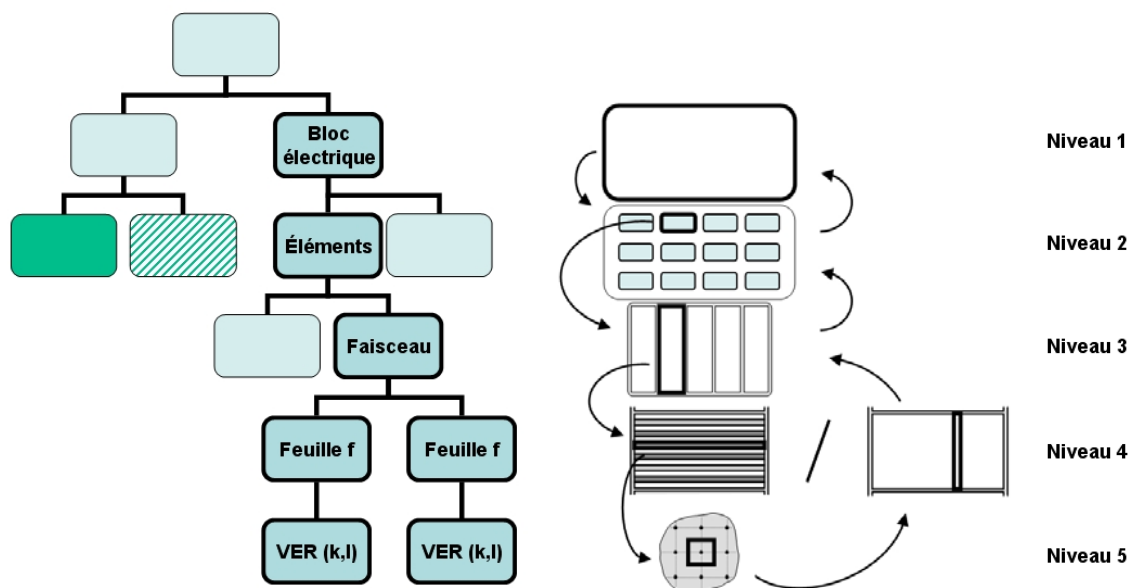 Bloc
électrique
Niveau 1
Éléments
Niveau 2
Faisceau
Niveau 3
Feuille f
Feuille f
Niveau 4
VER (k,l)
VER (k,l)
Niveau 5